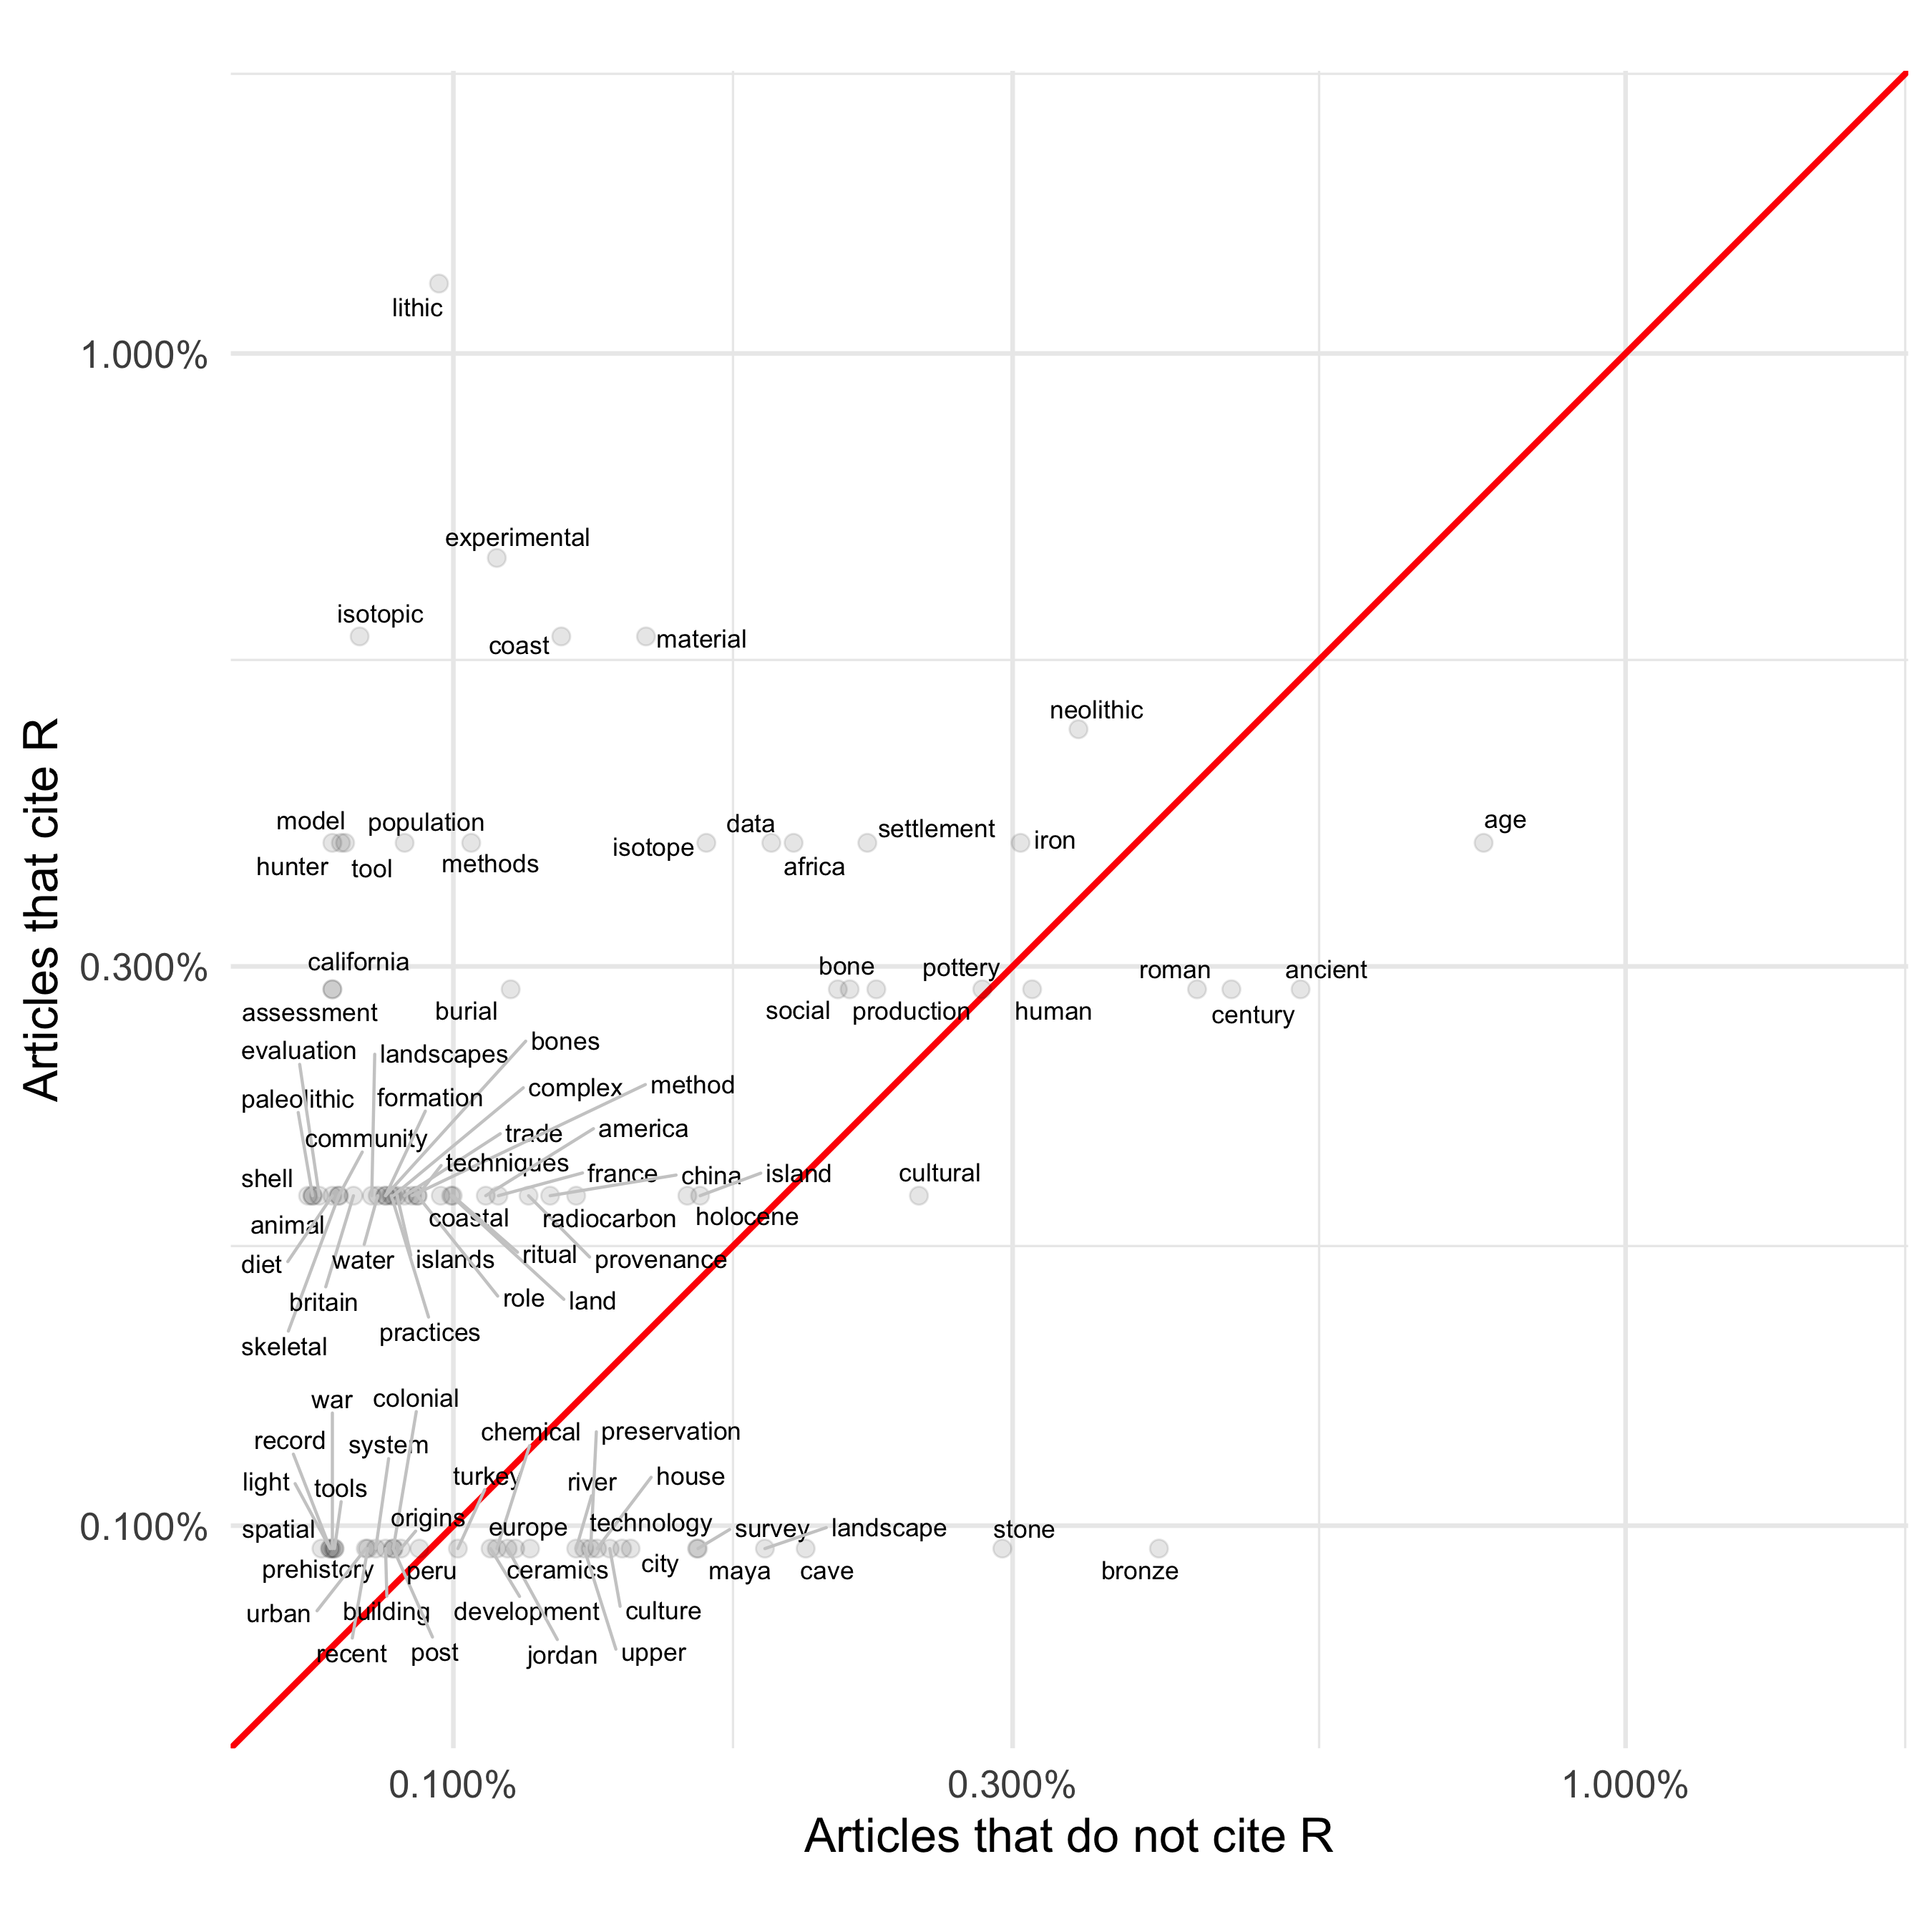 lithic
1.000%
experimental
isotopic
coast
material
neolithic
model
population
data
settlement
age
isotope
iron
hunter
tool
methods
africa
california
bone
pottery
roman
ancient
0.300%
assessment
burial
social
production
human
century
evaluation
landscapes
bones
paleolithic
formation
complex
method
community
trade
america
shell
techniques
france
china
island
cultural
animal
coastal
radiocarbon
holocene
diet
water
islands
ritual
provenance
britain
role
land
skeletal
practices
war
colonial
record
system
chemical
preservation
light
tools
turkey
river
house
0.100%
spatial
origins
europe
technology
survey
landscape
stone
prehistory
peru
ceramics
city
maya
cave
bronze
urban
building
development
culture
recent
post
jordan
upper
Articles that cite R
0.100%
0.300%
1.000%
Articles that do not cite R